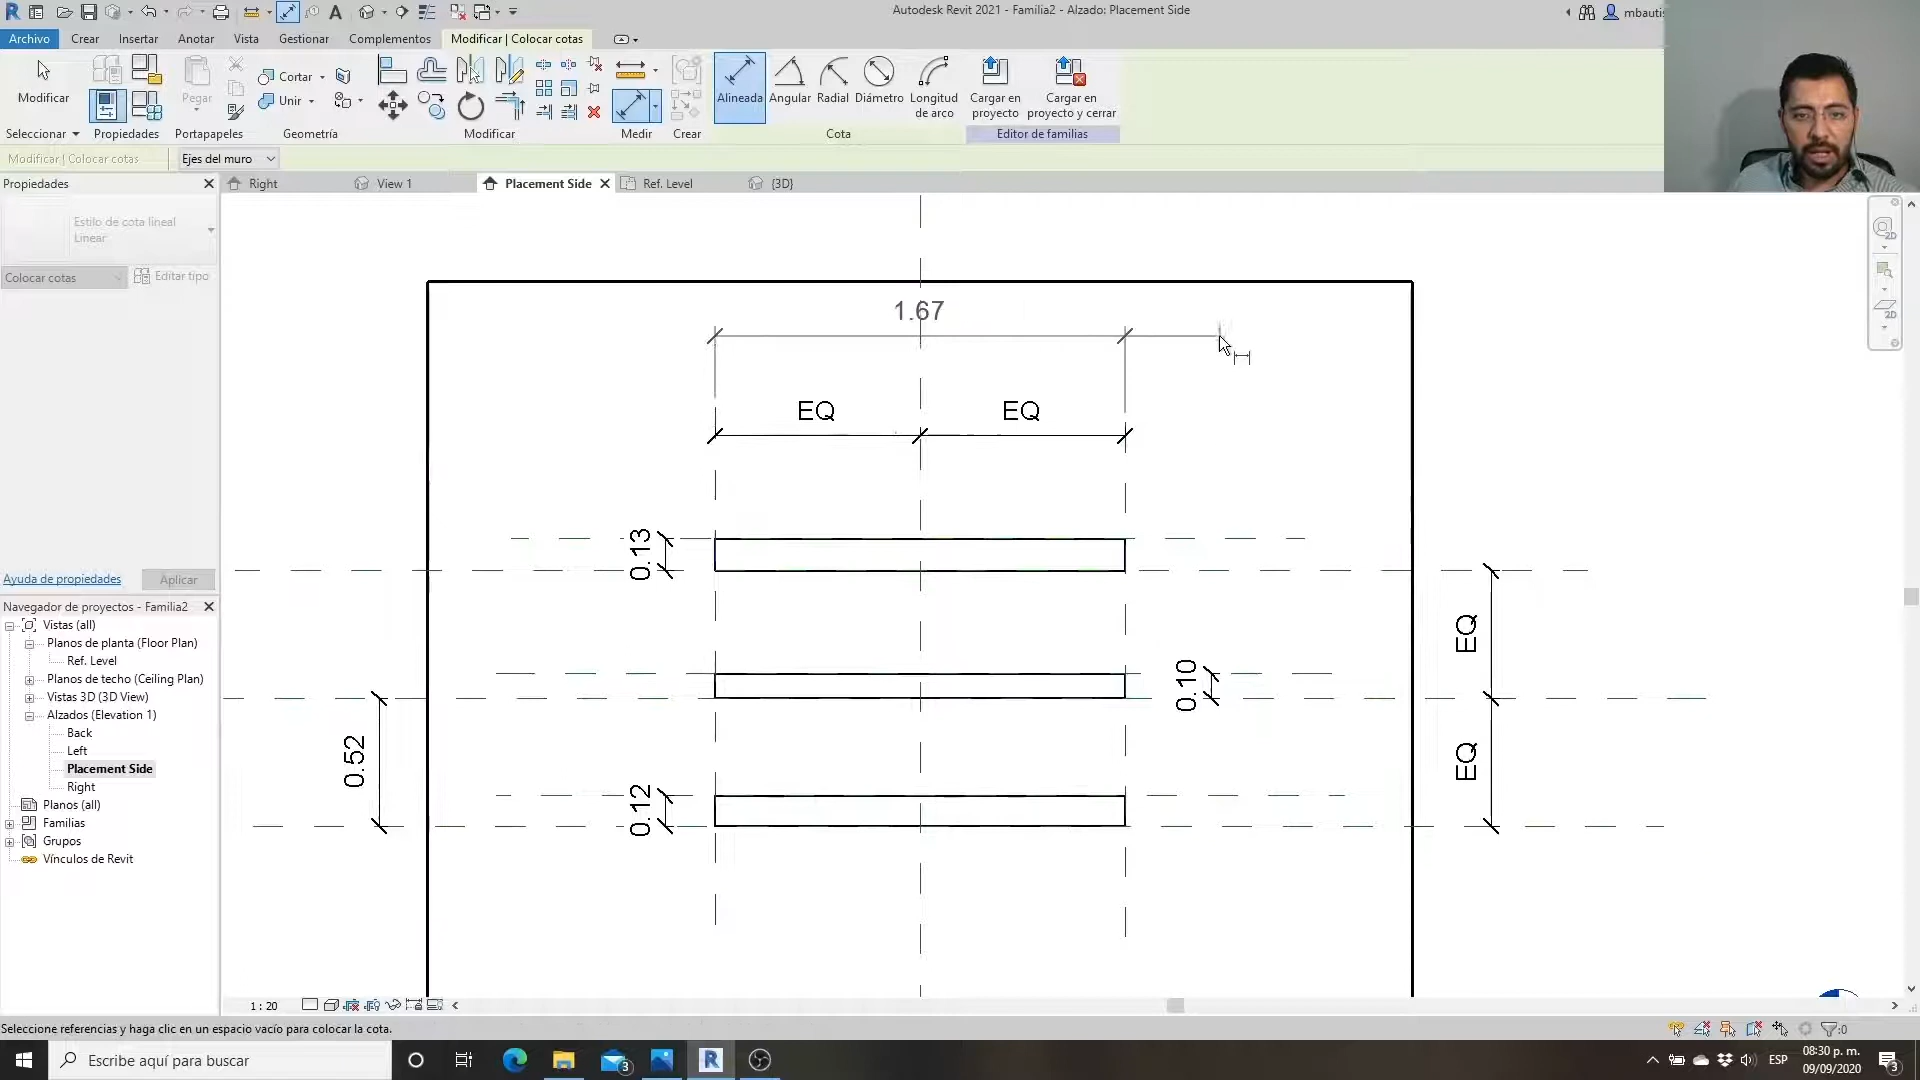 Autodesk Revit 2021 - Família2 - Alzado: Placement Side
mbautis
Archivo
Crear
Insertar
Anotar
Vista
Gestionar
Complementos
Modificar | Colocar cotas
Modificar
Pegar
Cortar
Unir
Alineada
Angular
Radial
Diámetro
Longitud
de arco
Cargar en
proyecto
Cargar en
proyecto y cerrar
Seleccionar
Propiedades
Portapapeles
Geometría
Modificar
Medir
Crear
Cota
Editor de familias
Modificar | Colocar cotas
Ejes del muro
Propiedades
Right
View 1
Placement Side
Ref. Level
{3D}
Estilo de cota lineal
Linear
Colocar cotas
Editar tipo
1.67
EQ
EQ
0.13
EQ
0.10
0.52
EQ
0.12
Ayuda de propiedades
Aplicar
Navegador de proyectos - Familia2
Vistas (all)
Planos de planta (Floor Plan)
Ref. Level
Planos de techo (Ceiling Plan)
Vistas 3D (3D View)
Alzados (Elevation 1)
Back
Left
Placement Side
Right
Planos (all)
Familias
Grupos
Vínculos de Revit
1 : 20
Seleccione referencias y haga clic en un espacio vacío para colocar la cota.
:0
Escribe aquí para buscar
3
ESP
08:30 p. m.
09/09/2020
3
2D
2D